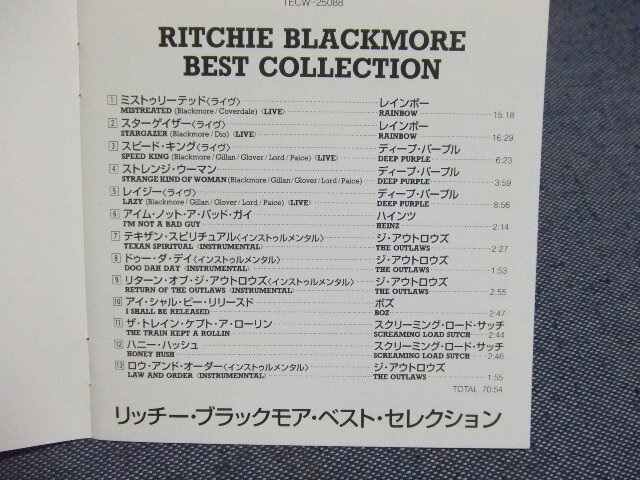 TECW-25088
RITCHIE BLACKMORE
BEST COLLECTION
1 ミストゥリーテッド〈ライヴ〉 レインボー
MISTREATED (Blackmore / Coverdale) 〈LIVE〉 RAINBOW 15:18
2 スターゲイザー〈ライヴ〉 レインボー
STARGAZER (Blackmore / Dio) 〈LIVE〉 RAINBOW 16:29
3 スピード・キング〈ライヴ〉 ディープ・パープル
SPEED KING (Blackmore / Gillan / Glover / Lord / Paice) 〈LIVE〉 DEEP PURPLE 6:23
4 ストレンジ・ウーマン ディープ・パープル
STRANGE KIND OF WOMAN (Blackmore / Gillan / Glover / Lord / Paice) DEEP PURPLE 3:59
5 レイジー〈ライヴ〉 ディープ・パープル
LAZY (Blackmore / Gillan / Glover / Lord / Paice) 〈LIVE〉 DEEP PURPLE 8:56
6 アイム・ノット・ア・バッド・ガイ ハインツ
I'M NOT A BAD GUY HEINZ 2:14
7 テキザン・スピリチュアル〈インストゥルメンタル〉 ジ・アウトロウズ
TEXAN SPIRITUAL 〈INSTRUMENTAL〉 THE OUTLAWS 2:27
8 ドゥー・ダ・デイ〈インストゥルメンタル〉 ジ・アウトロウズ
DOO DAH DAY 〈INSTRUMENTAL〉 THE OUTLAWS 1:53
9 リターン・オブ・ジ・アウトロウズ〈インストゥルメンタル〉 ジ・アウトロウズ
RETURN OF THE OUTLAWS 〈INSTRUMENTAL〉 THE OUTLAWS 2:55
10 アイ・シャル・ビー・リリースド ボズ
I SHALL BE RELEASED BOZ 2:47
11 ザ・トレイン・ケプト・ア・ローリン スクリーミング・ロード・サッチ
THE TRAIN KEPT A ROLLIN SCREAMING LOAD SUTCH 2:44
12 ハニー・ハッシュ スクリーミング・ロード・サッチ
HONEY HUSH SCREAMING LOAD SUTCH 2:46
13 ロウ・アンド・オーダー〈インストゥルメンタル〉 ジ・アウトロウズ
LAW AND ORDER 〈INSTRUMENNTAL〉 THE OUTLAWS 1:55
TOTAL 70:54
リッチー・ブラックモア・ベスト・セレクション